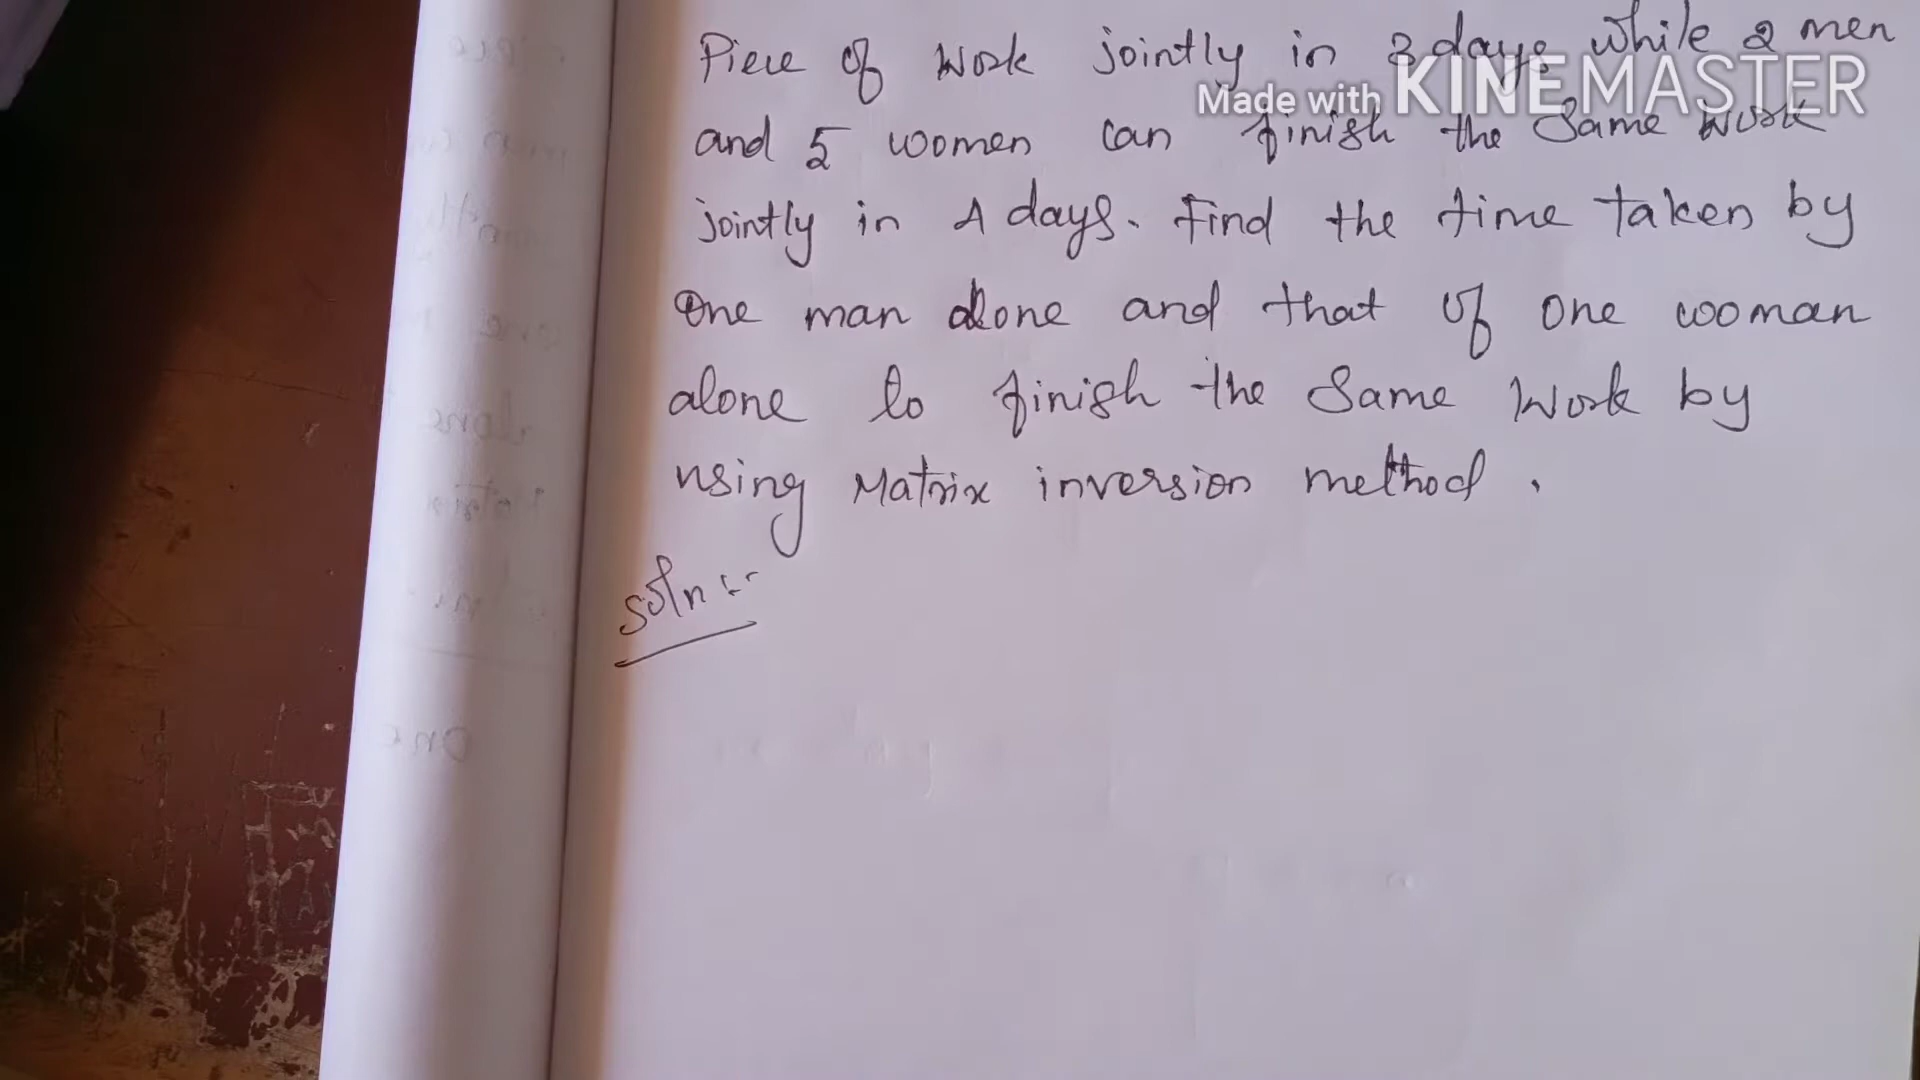 Piece of work jointly in 3 days while 2 men
Made with KINEMASTER
and 5 women can finish the same work
jointly in 4 days. Find the time taken by
One man alone and that of one woman
alone to finish the same work by
using Matrix inversion method.
Soln :-